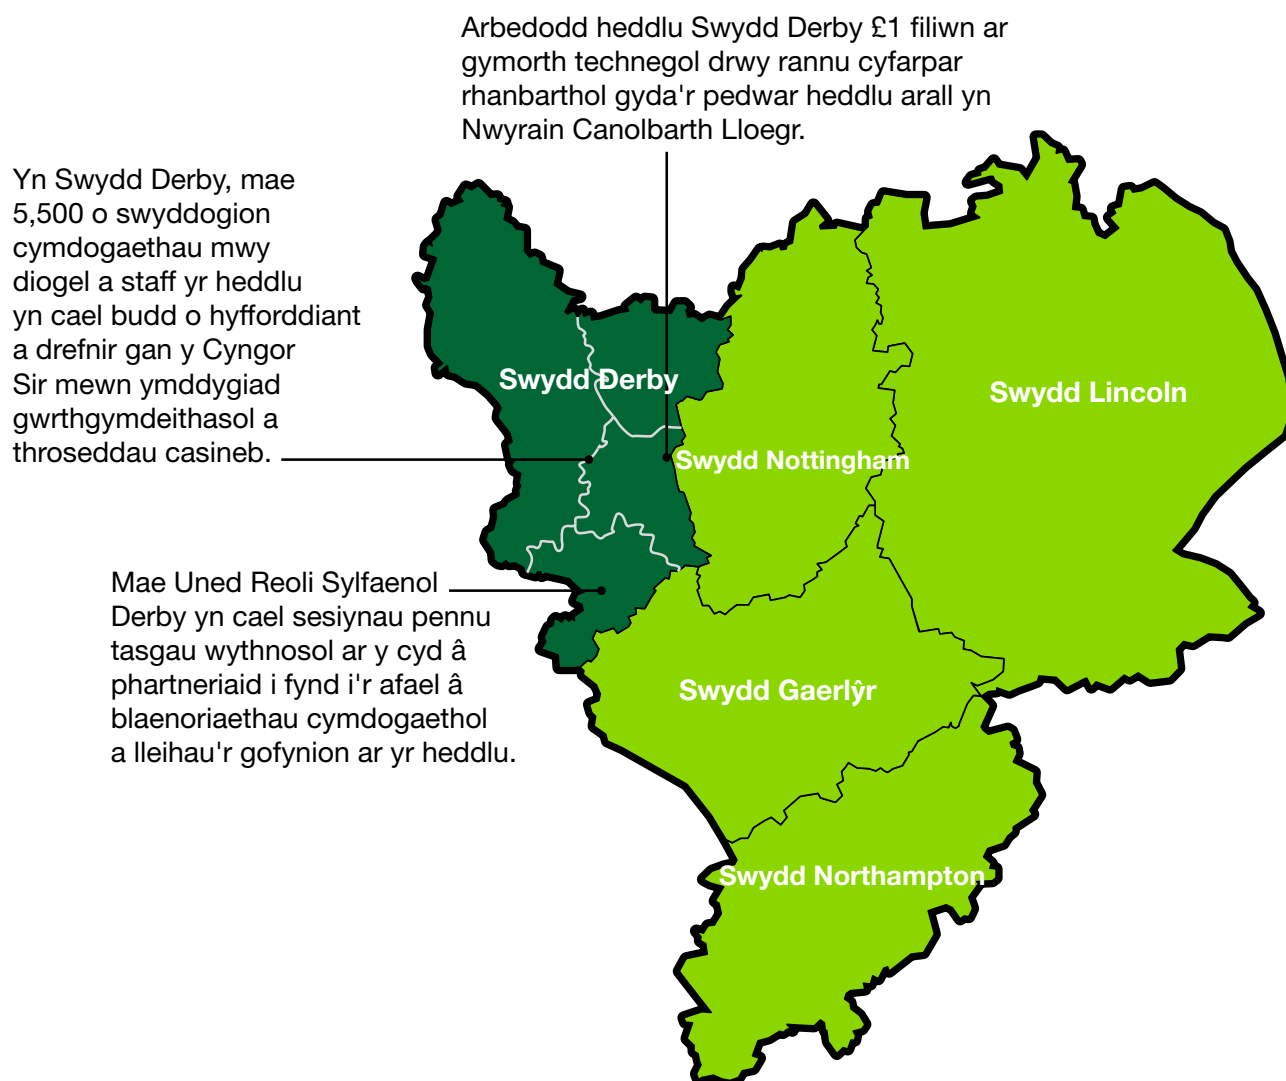 Arbedodd heddlu Swydd Derby £1 filiwn ar
gymorth technegol drwy rannu cyfarpar
rhanbarthol gyda'r pedwar heddlu arall yn
Nwyrain Canolbarth Lloegr.
Yn Swydd Derby, mae
5,500 o swyddogion
cymdogaethau mwy
diogel a staff yr heddlu
yn cael budd o hyfforddiant
a drefnir gan y Cyngor
Sir mewn ymddygiad
gwrthgymdeithasol a
throseddau casineb.
Swydd Derby
Swydd Lincoln
Swydd Nottingham
Mae Uned Reoli Sylfaenol
Derby yn cael sesiynau pennu
tasgau wythnosol ar y cyd â
phartneriaid i fynd i'r afael â
blaenoriaethau cymdogaethol
a lleihau'r gofynion ar yr heddlu.
Swydd Gaerlŷr
Swydd Northampton